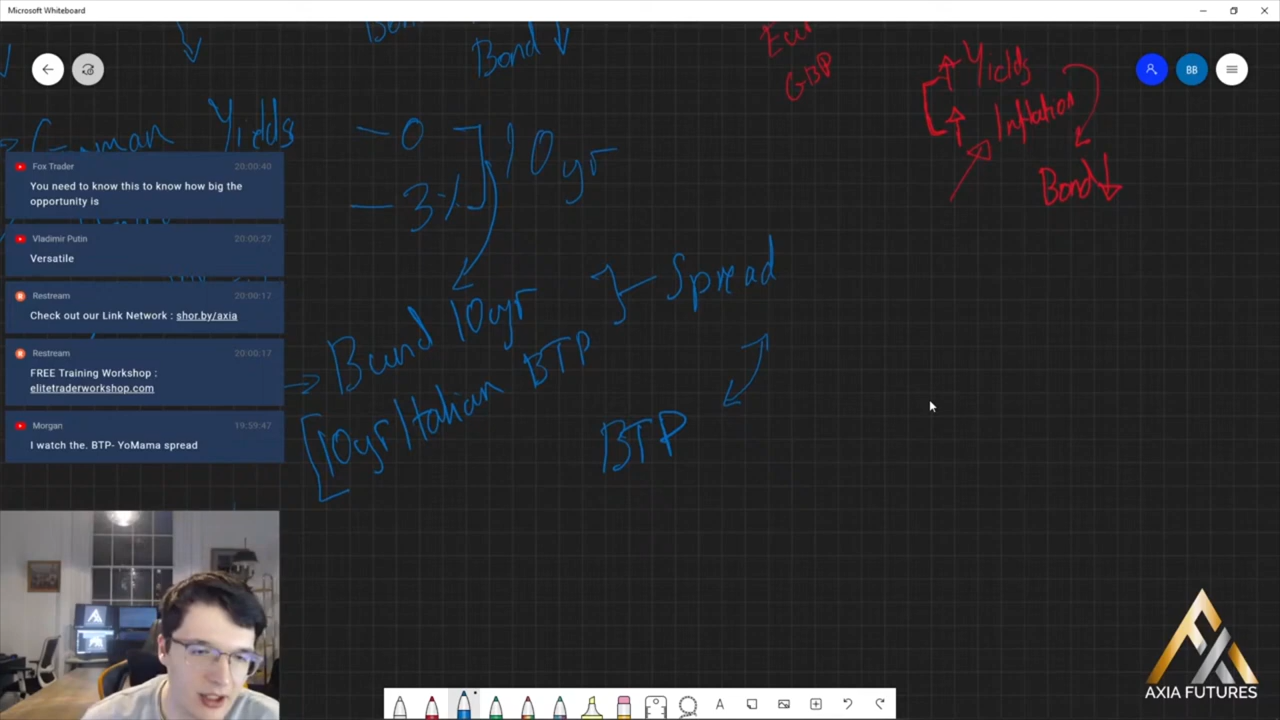 Microsoft Whiteboard
Bond ↓
Eur
GBP
↑ Yields
↑ Inflation
Bond ↓
BB
German Yields
- 0
- 3%
10yr
Fox Trader 20:00:40
You need to know this to know how big the
opportunity is
Vladimir Putin 20:00:27
Versatile
Restream 20:00:17
Check out our Link Network : shor.by/axia
Restream 20:00:17
FREE Training Workshop :
elitetraderworkshop.com
Morgan 19:59:47
I watch the. BTP- YoMama spread
→ Bund 10yr
[10yr Italian BTP
} Spread
BTP
A
AXIA FUTURES